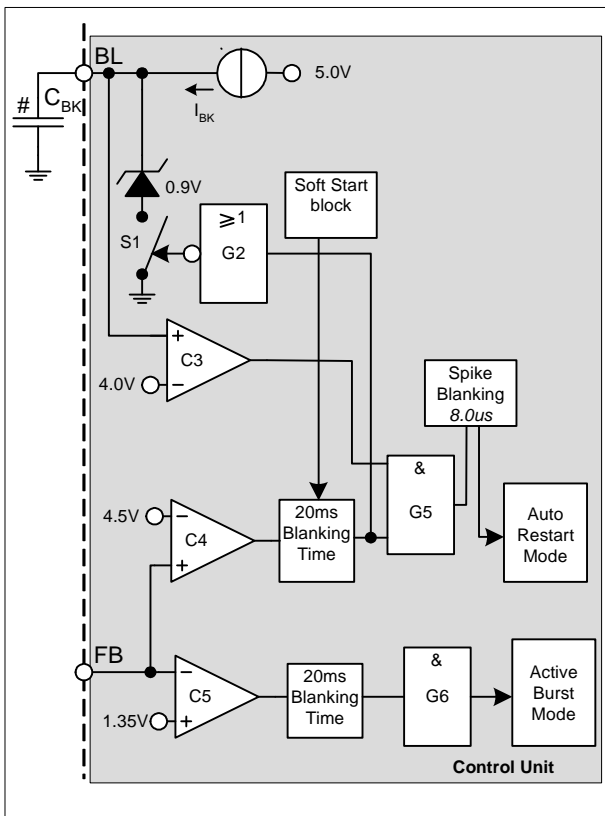 BL
5.0V
# C_BK
I_BK
0.9V
Soft Start
block
S1
≥1
G2
+
C3
4.0V
−
Spike
Blanking
8.0us
&
G5
4.5V
−
C4
+
20ms
Blanking
Time
Auto
Restart
Mode
FB
−
C5
1.35V
+
20ms
Blanking
Time
&
G6
Active
Burst
Mode
Control Unit